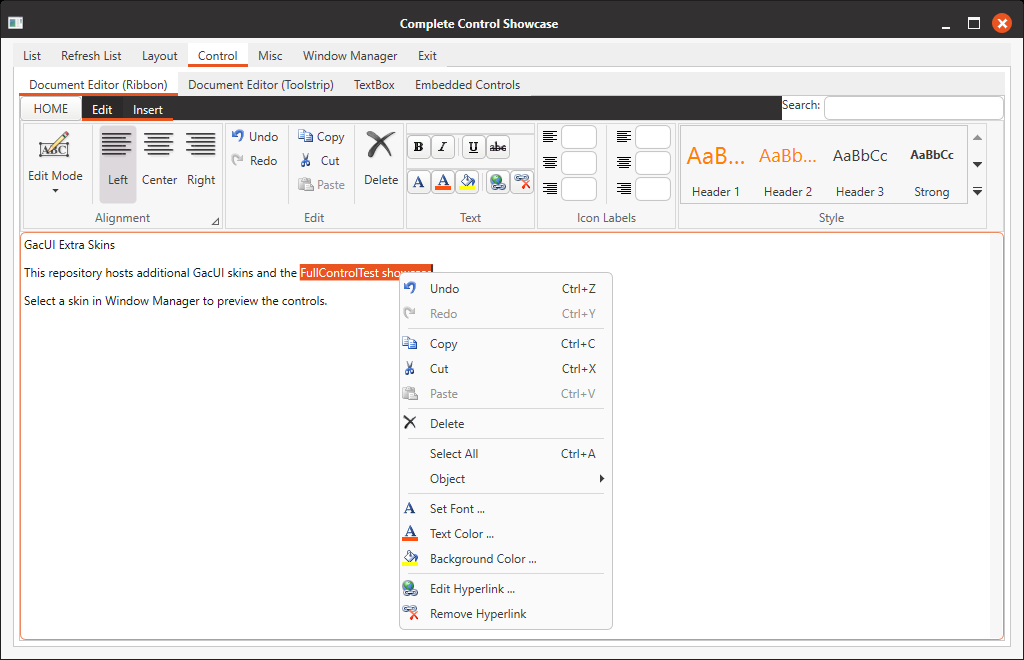 Complete Control Showcase
List Refresh List Layout Control Misc Window Manager Exit
Document Editor (Ribbon) Document Editor (Toolstrip) TextBox Embedded Controls
HOME Edit Insert Search:
ABC Edit Mode
Left Center Right
Alignment
Undo
Redo
Copy
Cut
Paste
Delete
Edit
B I U abc
A A
Text
Icon Labels
AaB... AaBb... AaBbCc AaBbCc
Header 1 Header 2 Header 3 Strong
Style
GacUI Extra Skins
This repository hosts additional GacUI skins and the FullControlTest
Select a skin in Window Manager to preview the controls.
Undo Ctrl+Z
Redo Ctrl+Y
Copy Ctrl+C
Cut Ctrl+X
Paste Ctrl+V
Delete
Select All Ctrl+A
Object
A Set Font ...
A Text Color ...
Background Color ...
Edit Hyperlink ...
Remove Hyperlink